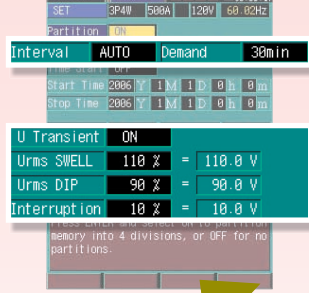 SET 3P4W 500A 120V 60.02Hz
Partition ON
Interval AUTO Demand 30min
Time Start OFF
Start Time 2006 Y 1 M 1 D 0 h 0 m
Stop Time 2006 Y 1 M 1 D 0 h 0 m
U Transient ON
Urms SWELL 110 % = 110.0 V
Urms DIP 90 % = 90.0 V
Interruption 10 % = 10.0 V
Press ENTER and select ON to partition
memory into 4 divisions, or OFF for no
partitions.